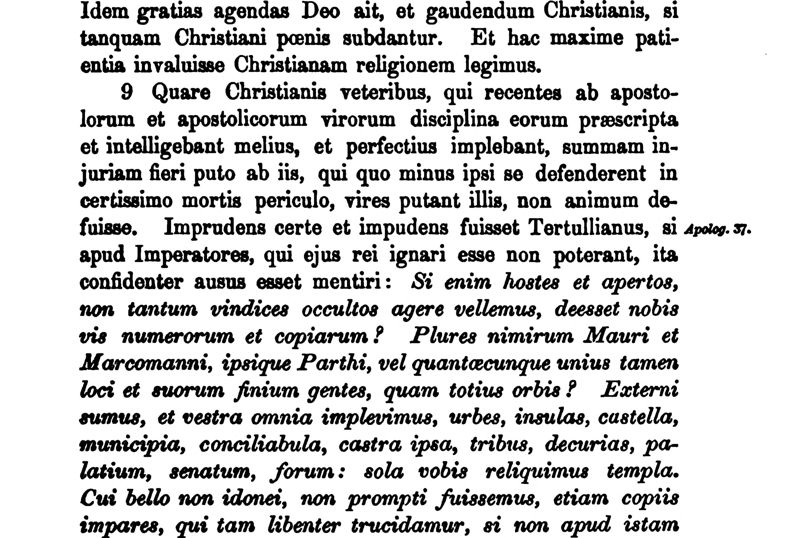 Idem gratias agendas Deo ait, et gaudendum Christianis, si
tanquam Christiani pœnis subdantur. Et hac maxime pati-
entia invaluisse Christianam religionem legimus.
9 Quare Christianis veteribus, qui recentes ab aposto-
lorum et apostolicorum virorum disciplina eorum præscripta
et intelligebant melius, et perfectius implebant, summam in-
juriam fieri puto ab iis, qui quo minus ipsi se defenderent in
certissimo mortis periculo, vires putant illis, non animum de-
fuisse. Imprudens certe et impudens fuisset Tertullianus, si Apolog. 37.
apud Imperatores, qui ejus rei ignari esse non poterant, ita
confidenter ausus esset mentiri: Si enim hostes et apertos,
non tantum vindices occultos agere vellemus, deesset nobis
vis numerorum et copiarum? Plures nimirum Mauri et
Marcomanni, ipsique Parthi, vel quantæcunque unius tamen
loci et suorum finium gentes, quam totius orbis? Externi
sumus, et vestra omnia implevimus, urbes, insulas, castella,
municipia, conciliabula, castra ipsa, tribus, decurias, pa-
latium, senatum, forum: sola vobis reliquimus templa.
Cui bello non idonei, non prompti fuissemus, etiam copiis
impares, qui tam libenter trucidamur, si non apud istam